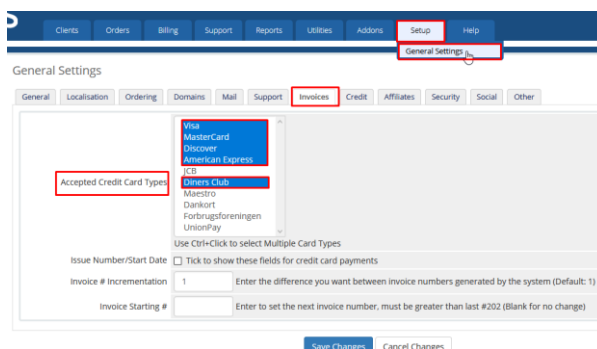 S
Clients Orders Billing Support Reports Utilities Addons Setup Help
General Settings
General Settings
General Localisation Ordering Domains Mail Support Invoices Credit Affiliates Security Social Other
Visa
MasterCard
Discover
American Express
JCB
Accepted Credit Card Types Diners Club
Maestro
Dankort
Forbrugsforeningen
UnionPay
Use Ctrl+Click to select Multiple Card Types
Issue Number/Start Date Tick to show these fields for credit card payments
Invoice # Incrementation 1 Enter the difference you want between invoice numbers generated by the system (Default: 1)
Invoice Starting # Enter to set the next invoice number, must be greater than last #202 (Blank for no change)
Save Changes Cancel Changes